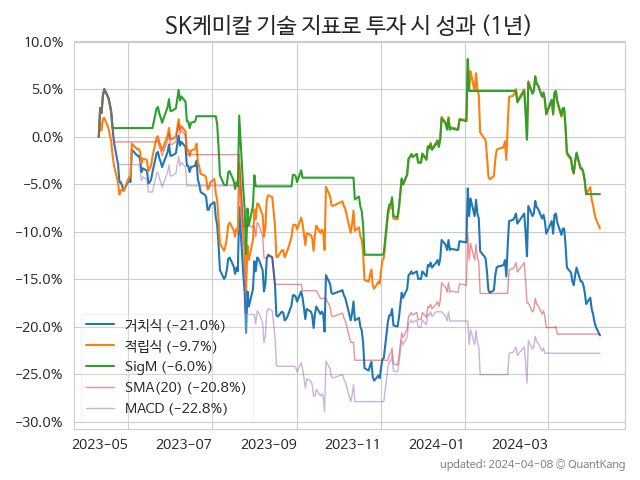 SK케미칼 기술 지표로 투자 시 성과 (1년)
10.0%
5.0%
0.0%
−5.0%
−10.0%
−15.0%
−20.0%
−25.0%
−30.0%
거치식 (−21.0%)
적립식 (−9.7%)
SigM (−6.0%)
SMA(20) (−20.8%)
MACD (−22.8%)
2023-05 2023-07 2023-09 2023-11 2024-01 2024-03
updated: 2024-04-08 © QuantKang